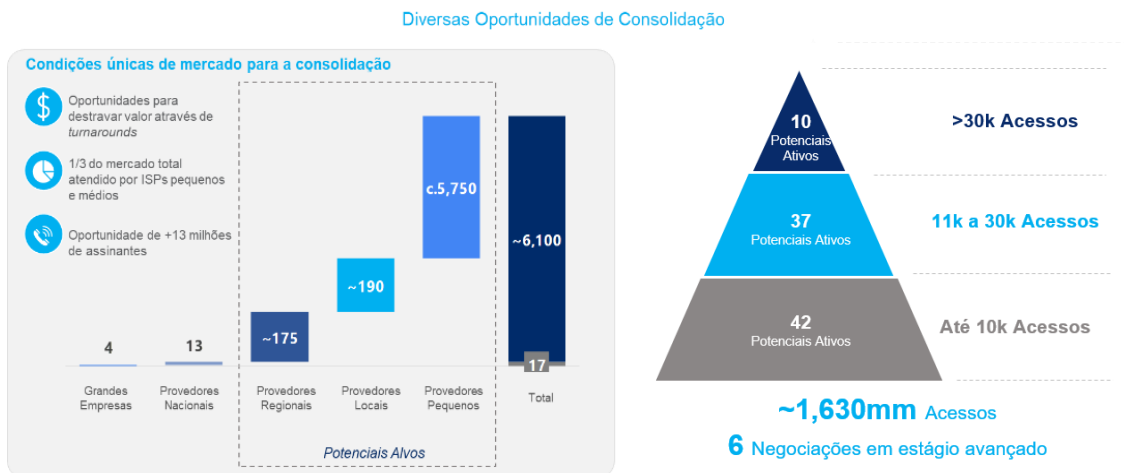 Diversas Oportunidades de Consolidação
Condições únicas de mercado para a consolidação
Oportunidades para
destravar valor através de
turnarounds
1/3 do mercado total
atendido por ISPs pequenos
e médios
Oportunidade de +13 milhões
de assinantes
4
13
~175
~190
c.5,750
~6,100
17
Grandes
Empresas
Provedores
Nacionais
Provedores
Regionais
Provedores
Locais
Provedores
Pequenos
Total
Potenciais Alvos
10
Potenciais
Ativos
>30k Acessos
37
Potenciais Ativos
11k a 30k Acessos
42
Potenciais Ativos
Até 10k Acessos
~1,630mm Acessos
6 Negociações em estágio avançado